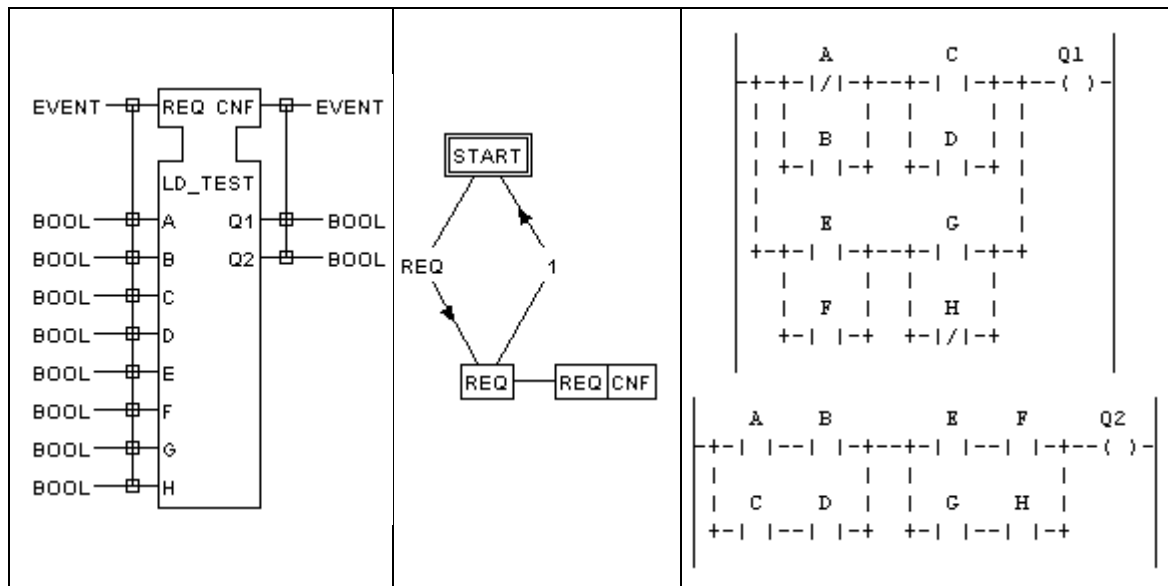 EVENT REQ CNF EVENT
LD_TEST
BOOL A Q1 BOOL
BOOL B Q2 BOOL
BOOL C
BOOL D
BOOL E
BOOL F
BOOL G
BOOL H
START
REQ 1
REQ REQ CNF
A C Q1
-+-+-|/|-+--+-| |-+-+--( )-|
| | | | | |
| | B | | D | |
| +-| |-+ +-| |-+ |
| |
| E G |
+-+-| |-+--+-| |-+-+
| | | |
| F | | H |
+-| |-+ +-|/|-+
A B E F Q2
|-+-| |--| |-+--+-| |--| |-+--( )-|
| | | |
| C D | | G H |
+-| |--| |-+ +-| |--| |-+